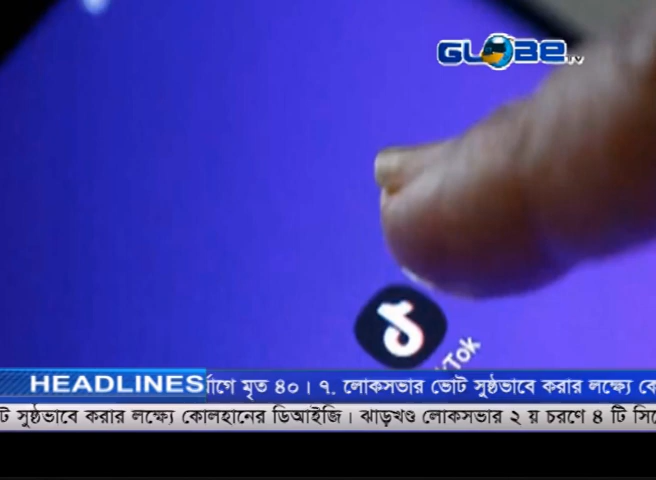 GLOBE TV
Tok
HEADLINES
মৃত ৪০। ৭. লোকসভার ভোট সুষ্ঠভাবে করার লক্ষ্যে
সুষ্ঠভাবে করার লক্ষ্যে কোলহানের ডিআইজি। ঝাড়খণ্ড লোকসভার ২ য় চরণে ৪ টি